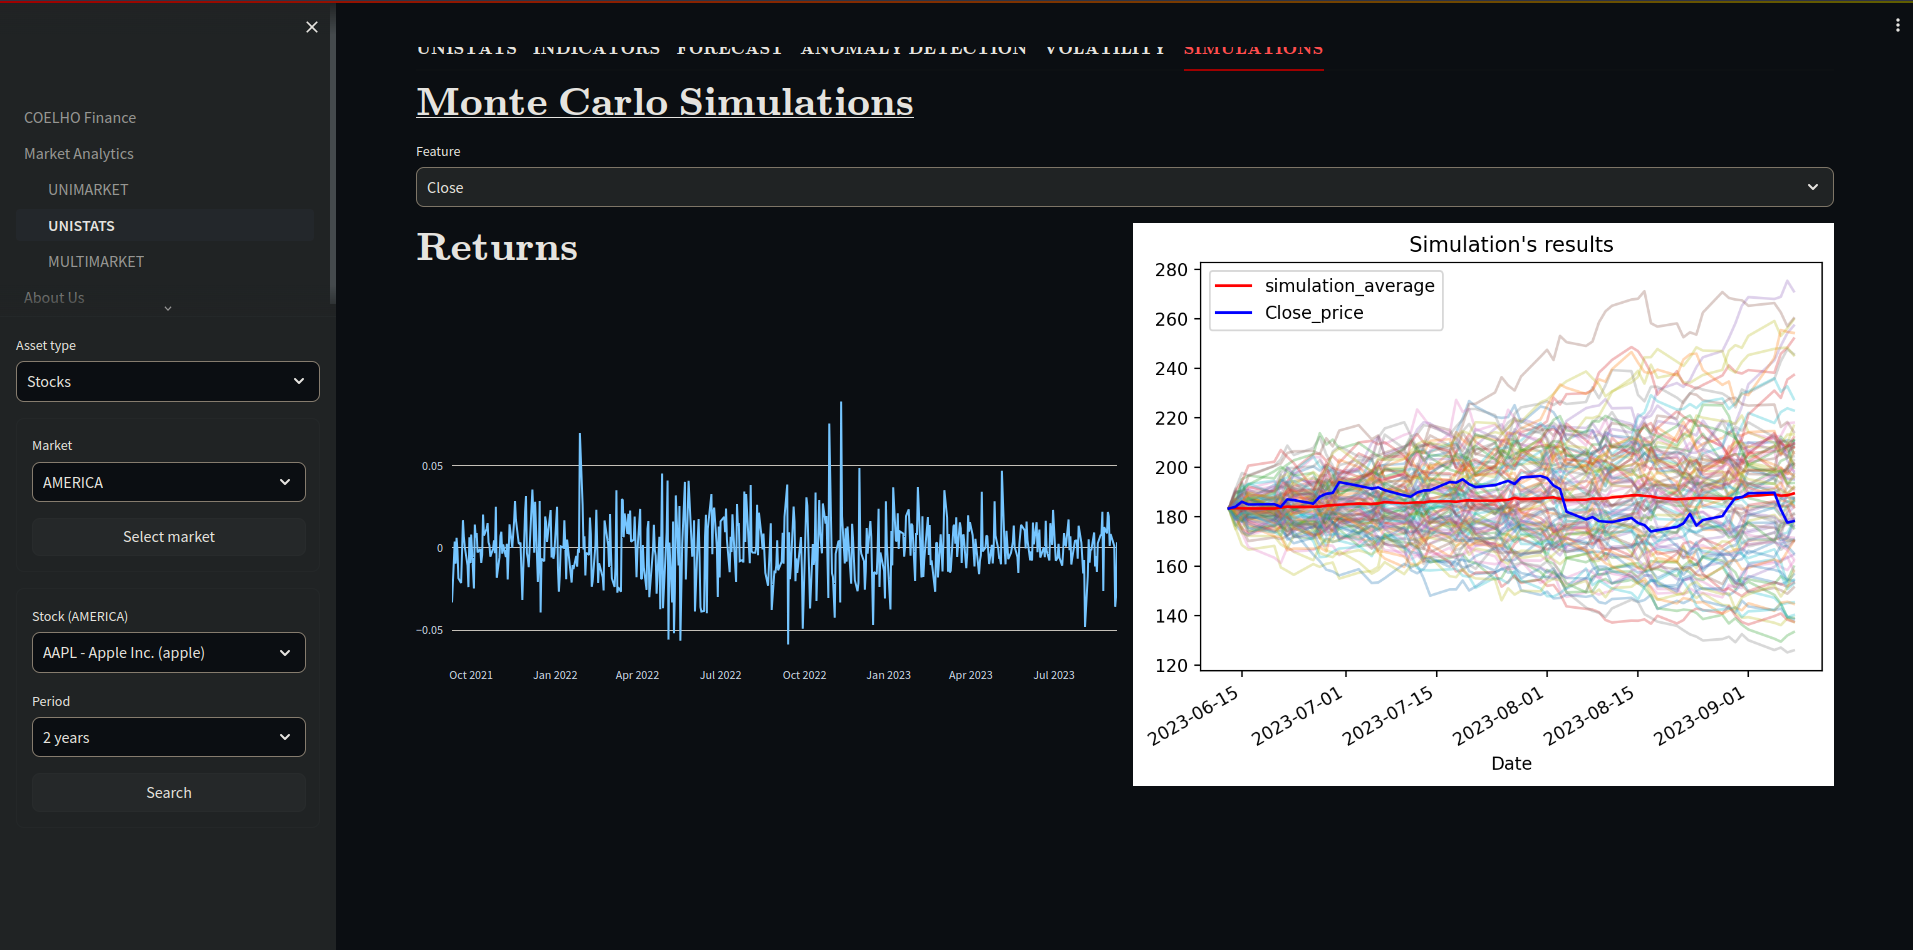 COELHO Finance
Market Analytics
UNIMARKET
UNISTATS
MULTIMARKET
About Us
Asset type
Stocks
Market
AMERICA
Select market
Stock (AMERICA)
AAPL - Apple Inc. (apple)
Period
2 years
Search
UNISTATS INDICATORS FORECAST ANOMALY DETECTION VOLATILITY SIMULATIONS
Monte Carlo Simulations
Feature
Close
Returns
0.05
0
−0.05
Oct 2021 Jan 2022 Apr 2022 Jul 2022 Oct 2022 Jan 2023 Apr 2023 Jul 2023
Simulation's results
simulation_average
Close_price
280
260
240
220
200
180
160
140
120
2023-06-15 2023-07-01 2023-07-15 2023-08-01 2023-08-15 2023-09-01
Date